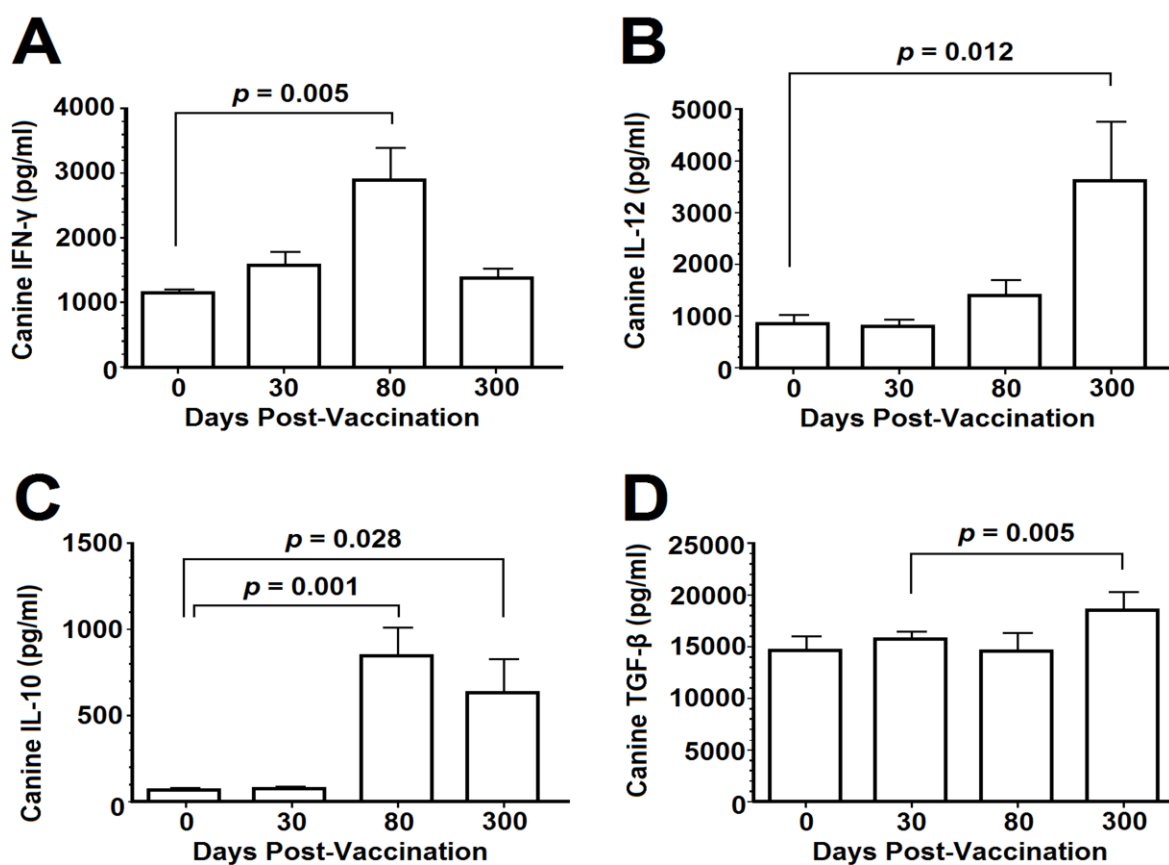 A
Canine IFN-γ (pg/ml)
4000
3000
2000
1000
0
p = 0.005
0 30 80 300
Days Post-Vaccination
B
Canine IL-12 (pg/ml)
5000
4000
3000
2000
1000
0
p = 0.012
0 30 80 300
Days Post-Vaccination
C
Canine IL-10 (pg/ml)
1500
1000
500
0
p = 0.028
p = 0.001
0 30 80 300
Days Post-Vaccination
D
Canine TGF-β (pg/ml)
25000
20000
15000
10000
5000
0
p = 0.005
0 30 80 300
Days Post-Vaccination